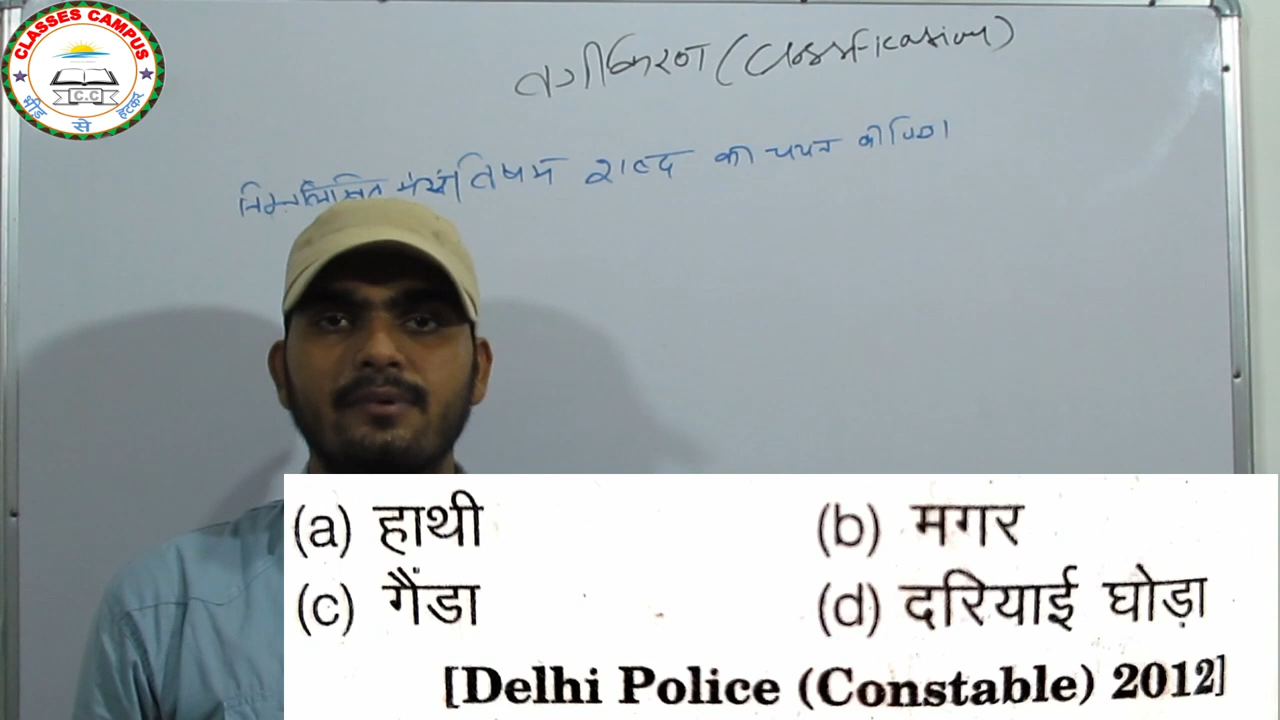 CLASSES CAMPUS
C.C
भीड़ से हटकर
वर्गीकरण (Classification)
निम्नलिखित में से विषम शब्द का चयन कीजिए।
(a) हाथी (b) मगर
(c) गैंडा (d) दरियाई घोड़ा
[Delhi Police (Constable) 2012]